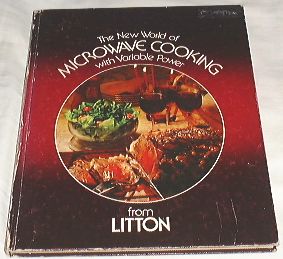 The New World of
MICROWAVE COOKING
with Variable Power
from
LITTON